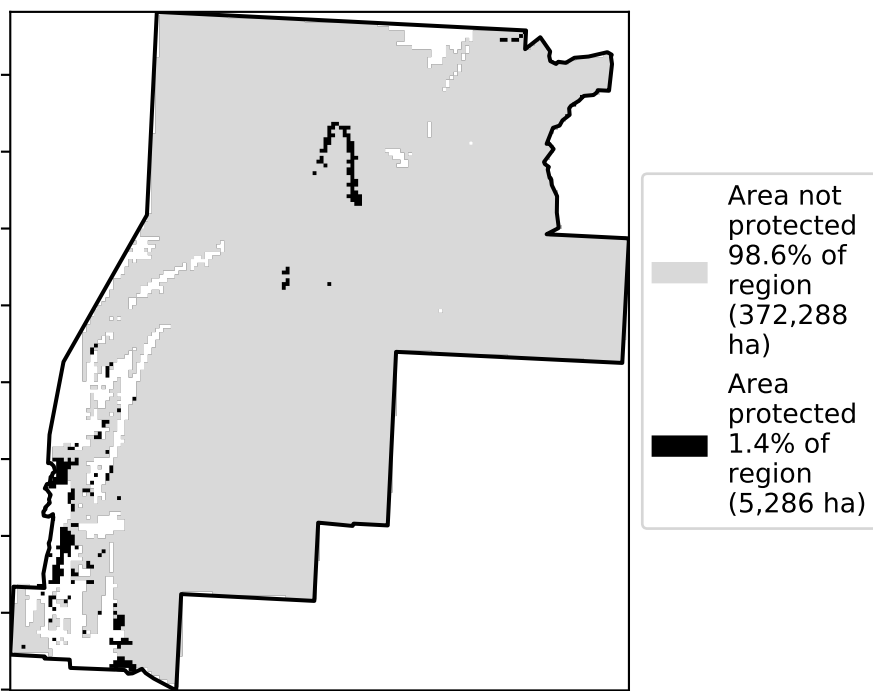 Area not
protected
98.6% of
region
(372,288
ha)
Area
protected
1.4% of
region
(5,286 ha)